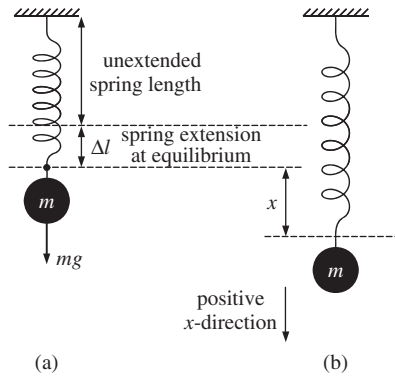 unextended
spring length
Δl
spring extension
at equilibrium
x
m
m
mg
positive
x-direction
(a)
(b)